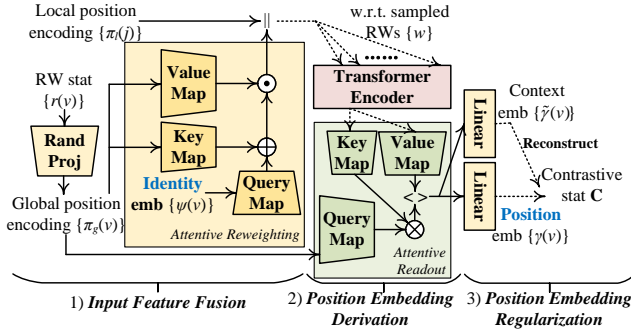 Local position
encoding {π_l(j)}
||
w.r.t. sampled
RWs {w}
......
RW stat
{r(v)}
Rand
Proj
Global position
encoding {π_g(v)}
Value
Map
Key
Map
Identity
emb {ψ(v)}
Query
Map
Attentive Reweighting
Transformer
Encoder
Key
Map
Value
Map
< >
Query
Map
Attentive
Readout
Linear
Linear
Context
emb {γ̃(v)}
Reconstruct
Contrastive
stat C
Position
emb {γ(v)}
1) Input Feature Fusion
2) Position Embedding
Derivation
3) Position Embedding
Regularization